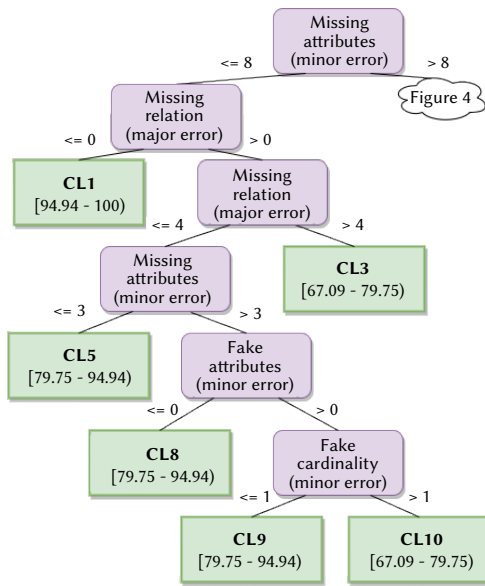 Missing
attributes
(minor error)
<= 8
> 8
Missing
relation
(major error)
Figure 4
<= 0
> 0
CL1
[94.94 - 100)
Missing
relation
(major error)
<= 4
> 4
Missing
attributes
(minor error)
CL3
[67.09 - 79.75)
<= 3
> 3
CL5
[79.75 - 94.94)
Fake
attributes
(minor error)
<= 0
> 0
CL8
[79.75 - 94.94)
Fake
cardinality
(minor error)
<= 1
> 1
CL9
[79.75 - 94.94)
CL10
[67.09 - 79.75)